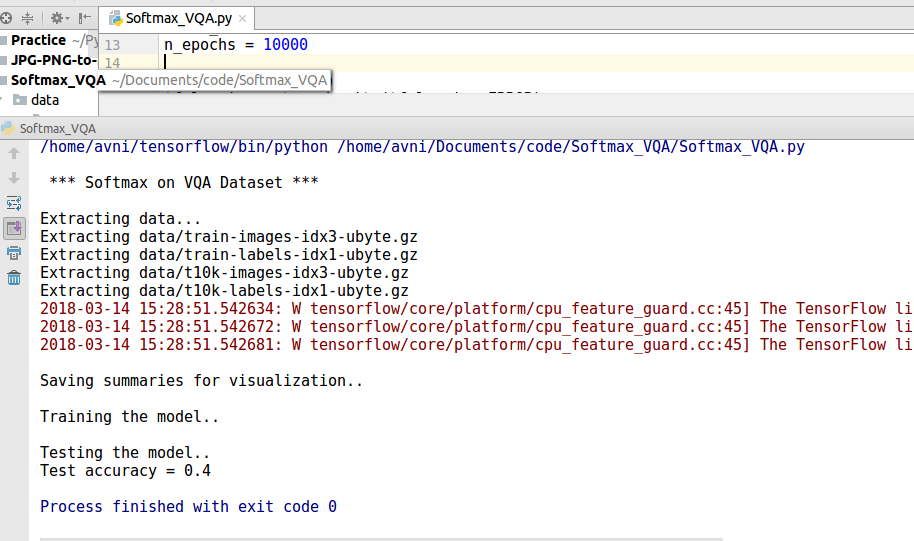 Softmax_VQA.py
Practice ~/Py
13 n_epochs = 10000
JPG-PNG-to-
14
Softmax_VQA ~/Documents/code/Softmax_VQA
data
Softmax_VQA
/home/avni/tensorflow/bin/python /home/avni/Documents/code/Softmax_VQA/Softmax_VQA.py
*** Softmax on VQA Dataset ***
Extracting data...
Extracting data/train-images-idx3-ubyte.gz
Extracting data/train-labels-idx1-ubyte.gz
Extracting data/t10k-images-idx3-ubyte.gz
Extracting data/t10k-labels-idx1-ubyte.gz
2018-03-14 15:28:51.542634: W tensorflow/core/platform/cpu_feature_guard.cc:45] The TensorFlow li
2018-03-14 15:28:51.542672: W tensorflow/core/platform/cpu_feature_guard.cc:45] The TensorFlow li
2018-03-14 15:28:51.542681: W tensorflow/core/platform/cpu_feature_guard.cc:45] The TensorFlow li
Saving summaries for visualization..
Training the model..
Testing the model..
Test accuracy = 0.4
Process finished with exit code 0